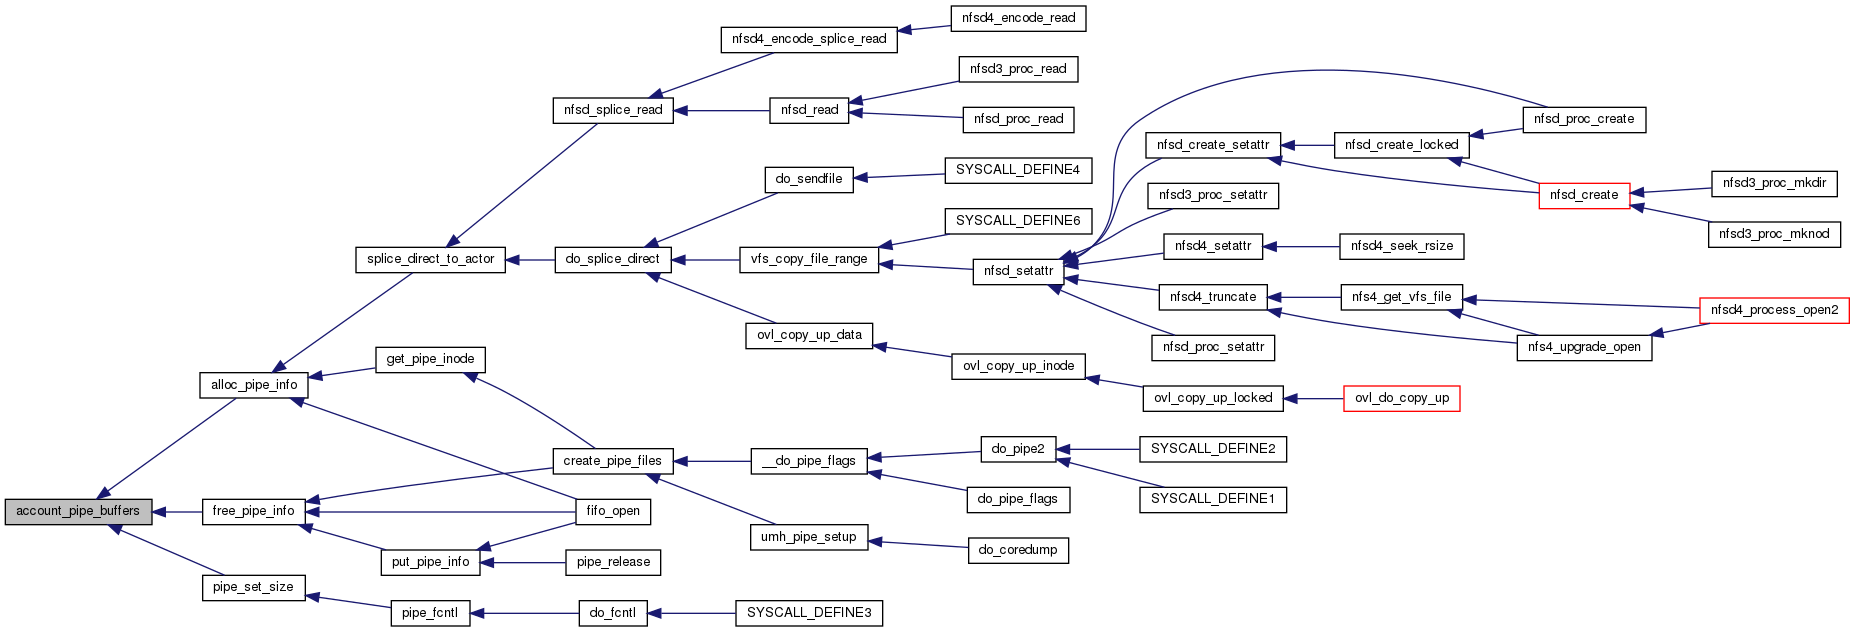 nfsd4_encode_read
nfsd4_encode_splice_read
nfsd3_proc_read
nfsd_splice_read
nfsd_read
nfsd_proc_read
nfsd_proc_create
nfsd_create_setattr
nfsd_create_locked
do_sendfile
SYSCALL_DEFINE4
nfsd3_proc_setattr
nfsd_create
nfsd3_proc_mkdir
SYSCALL_DEFINE6
nfsd3_proc_mknod
splice_direct_to_actor
do_splice_direct
vfs_copy_file_range
nfsd_setattr
nfsd4_setattr
nfsd4_seek_rsize
nfsd4_truncate
nfs4_get_vfs_file
nfsd4_process_open2
ovl_copy_up_data
nfsd_proc_setattr
nfs4_upgrade_open
get_pipe_inode
ovl_copy_up_inode
alloc_pipe_info
ovl_copy_up_locked
ovl_do_copy_up
create_pipe_files
__do_pipe_flags
do_pipe2
SYSCALL_DEFINE2
do_pipe_flags
SYSCALL_DEFINE1
account_pipe_buffers
free_pipe_info
fifo_open
umh_pipe_setup
do_coredump
put_pipe_info
pipe_release
pipe_set_size
pipe_fcntl
do_fcntl
SYSCALL_DEFINE3